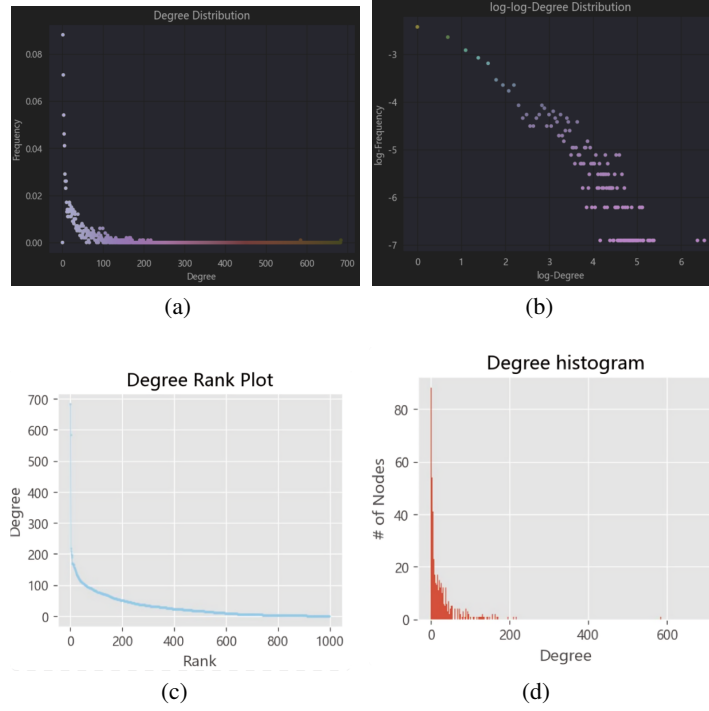 Degree Distribution
0.08
0.06
0.04
0.02
0.00
Frequency
0 100 200 300 400 500 600 700
Degree
(a)
log-log-Degree Distribution
-3
-4
-5
-6
-7
log-Frequency
0 1 2 3 4 5 6
log-Degree
(b)
Degree Rank Plot
700
600
500
400
300
200
100
0
Degree
0 200 400 600 800 1000
Rank
(c)
Degree histogram
80
60
40
20
0
# of Nodes
0 200 400 600
Degree
(d)